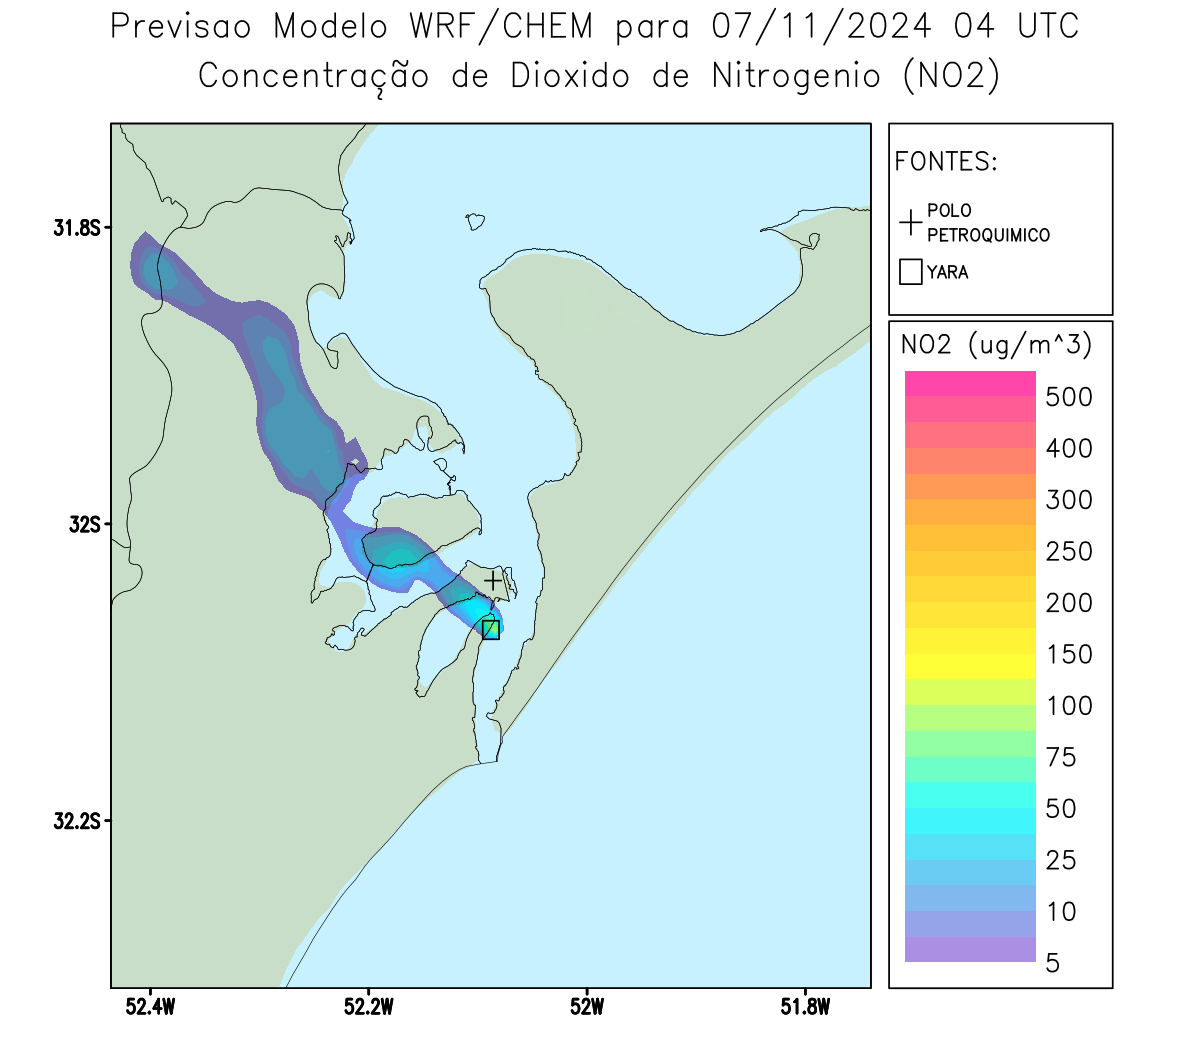 Previsao Modelo WRF/CHEM para 07/11/2024 04 UTC
Concentração de Dioxido de Nitrogenio (NO2)
FONTES:
POLO
PETROQUIMICO
YARA
NO2 (ug/m^3)
500
400
300
250
200
150
100
75
50
25
10
5
31.8S
32S
32.2S
52.4W
52.2W
52W
51.8W